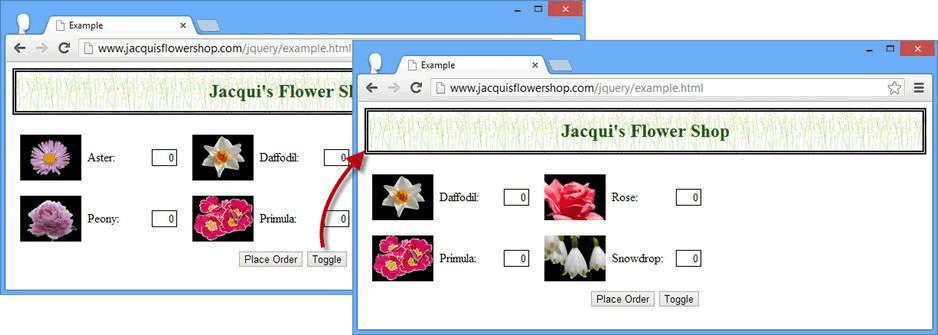 Example
www.jacquisflowershop.com/jquery/example.html
Jacqui's Flower Sh
Aster: 0 Daffodil: 0
Peony: 0 Primula: 0
Place Order Toggle
Example
www.jacquisflowershop.com/jquery/example.html
Jacqui's Flower Shop
Daffodil: 0 Rose: 0
Primula: 0 Snowdrop: 0
Place Order Toggle